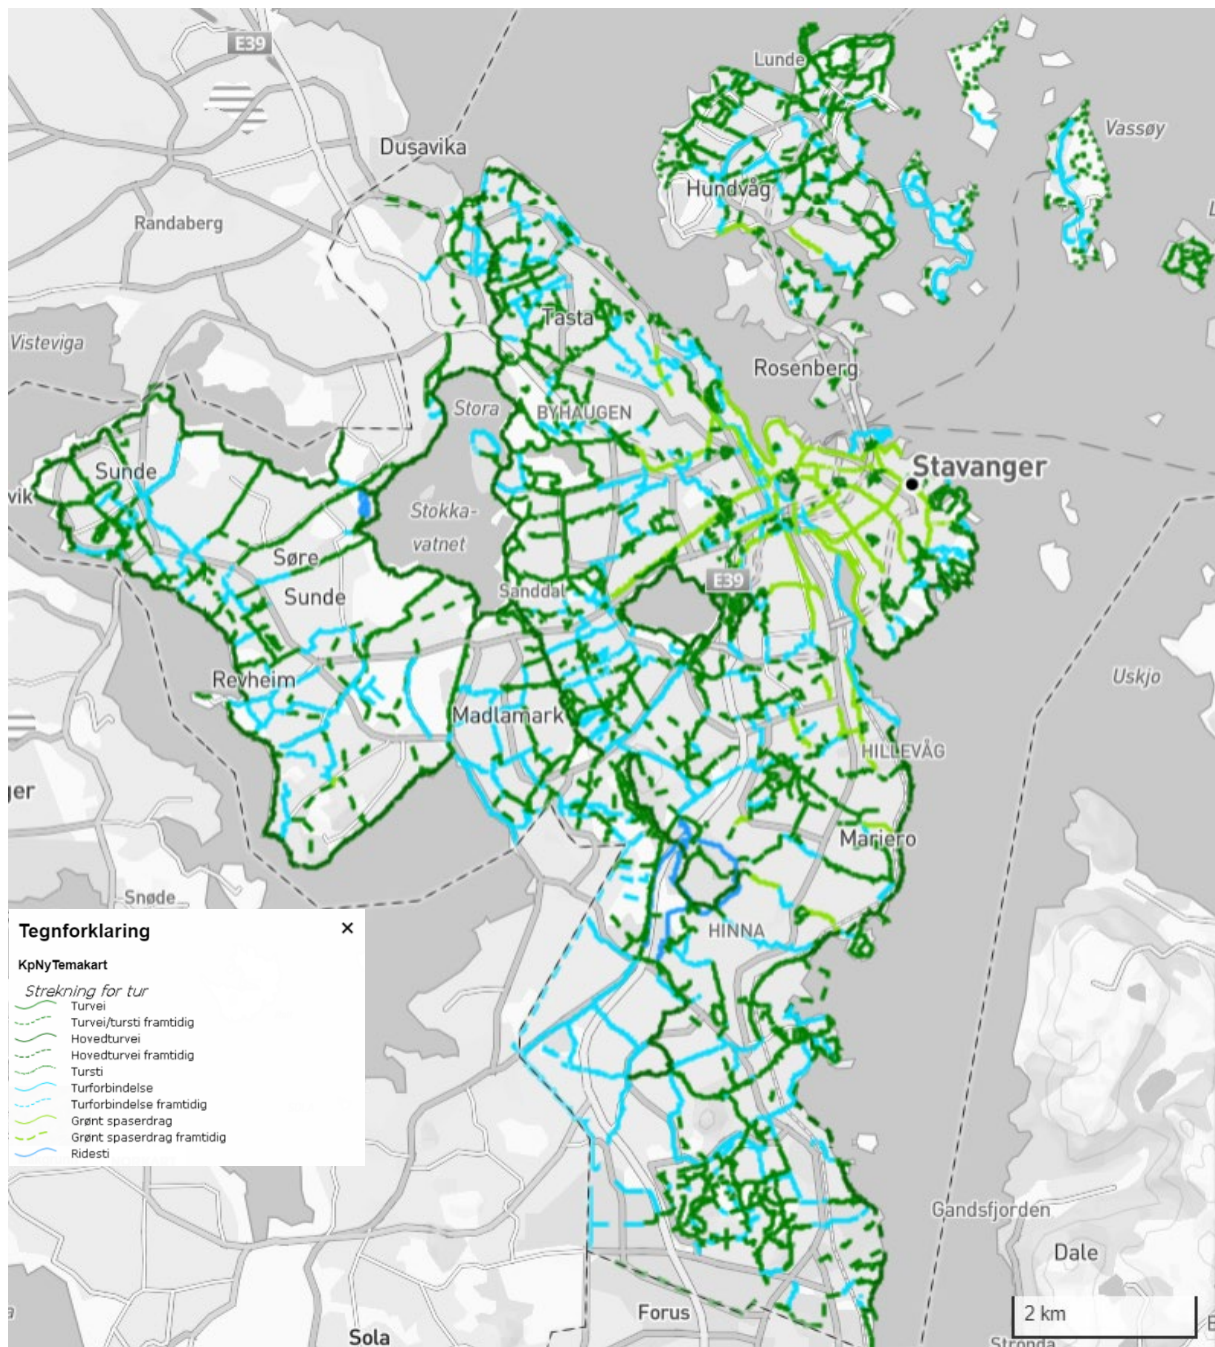 E39
Lunde
Vassøy
Dusavika
Hundvåg
Randaberg
Tasta
Visteviga
Rosenberg
Stora
BYHAUGEN
Sunde
Stavanger
vik
Stokka-
vatnet
Søre
Sunde
Sanddal
E39
Revheim
Uskjo
Madlamark
HILLEVÅG
ger
Mariero
Snøde
HINNA
Tegnforklaring
KpNyTemakart
Strekning for tur
Turvei
Turvei/tursti framtidig
Hovedturvei
Hovedturvei framtidig
Tursti
Turforbindelse
Turforbindelse framtidig
Grønt spaserdrag
Grønt spaserdrag framtidig
Ridesti
Gandsfjorden
Dale
Forus
2 km
Sola